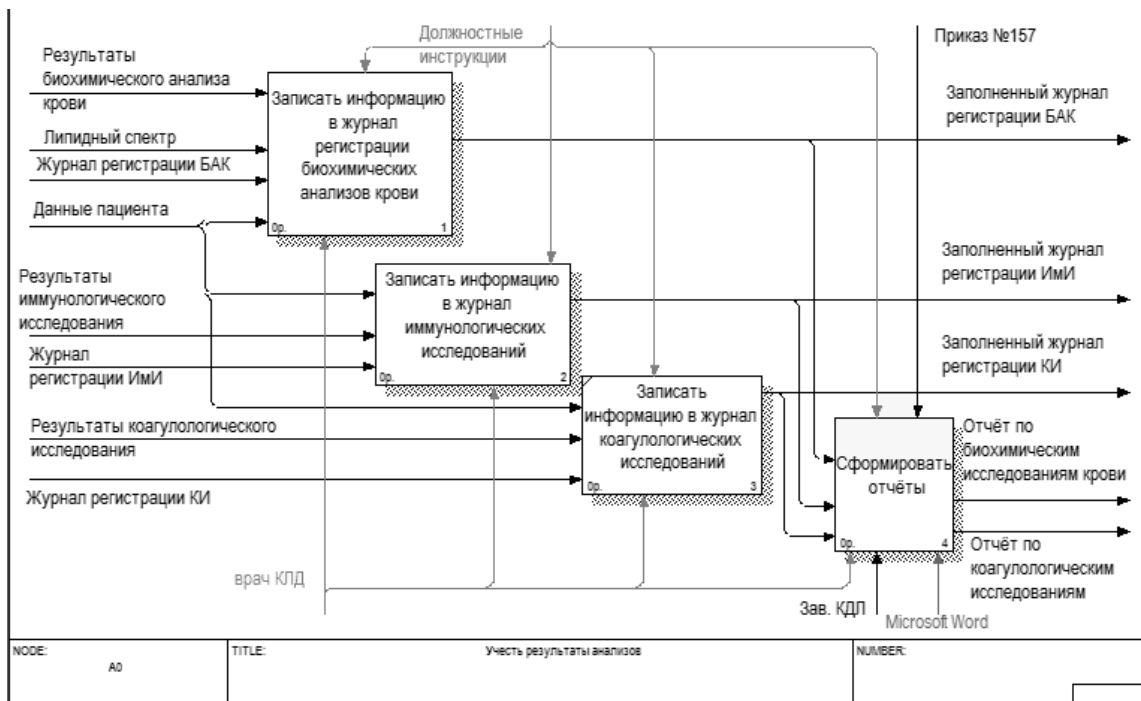 Должностные
инструкции
Приказ №157
Результаты
биохимического анализа
крови
Липидный спектр
Журнал регистрации БАК
Данные пациента
Записать информацию
в журнал
регистрации
биохимических
анализов крови
0р.
1
Заполненный журнал
регистрации БАК
Результаты
иммунологического
исследования
Журнал
регистрации ИмИ
Записать информацию
в журнал
иммунологических
исследований
0р.
2
Заполненный журнал
регистрации ИмИ
Заполненный журнал
регистрации КИ
Результаты коагулологического
исследования
Журнал регистрации КИ
Записать
информацию в журнал
коагулологических
исследований
0р.
3
Сформировать
отчёты
0р.
4
Отчёт по
биохимическим
исследованиям крови
Отчёт по
коагулологическим
исследованиям
врач КЛД
Зав. КДЛ
Microsoft Word
NODE:
A0
TITLE:
Учесть результаты анализов
NUMBER: